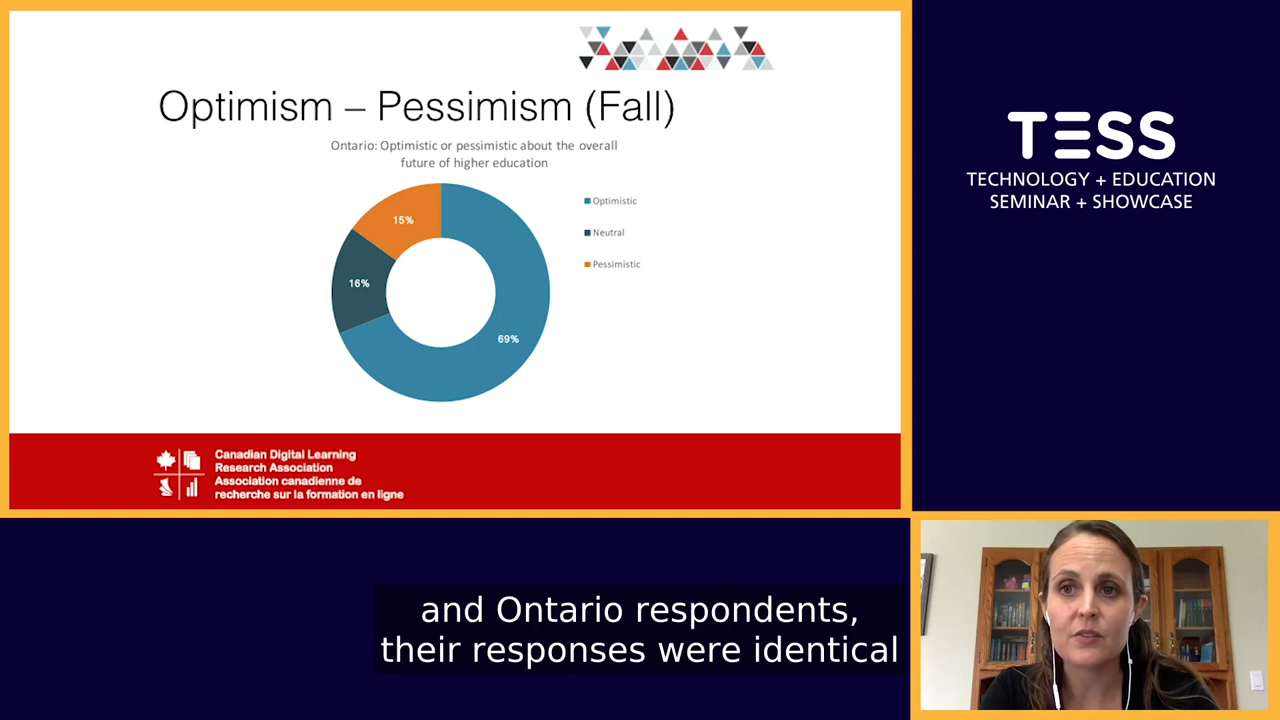 Optimism – Pessimism (Fall)
Ontario: Optimistic or pessimistic about the overall
future of higher education
15%
16%
69%
Optimistic
Neutral
Pessimistic
Canadian Digital Learning
Research Association
Association canadienne de
recherche sur la formation en ligne
TESS
TECHNOLOGY + EDUCATION
SEMINAR + SHOWCASE
and Ontario respondents,
their responses were identical